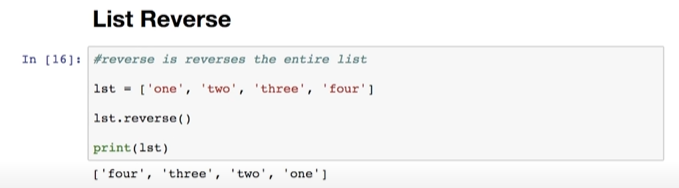 List Reverse
In [16]: #reverse is reverses the entire list
lst = ['one', 'two', 'three', 'four']
lst.reverse()
print(lst)
['four', 'three', 'two', 'one']